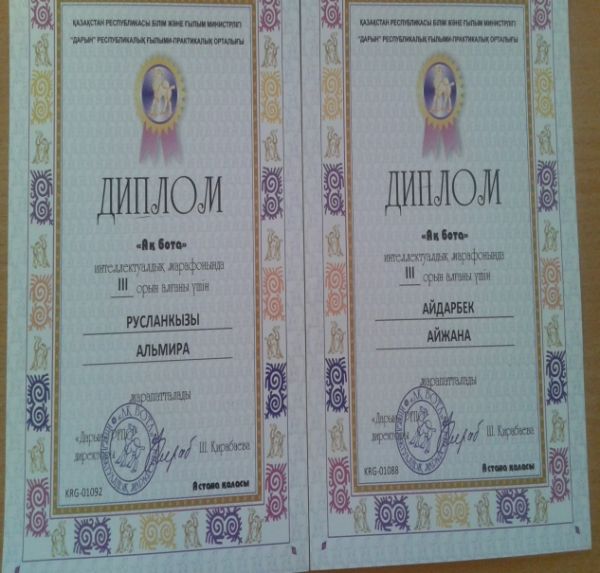 ҚАЗАҚСТАН РЕСПУБЛИКАСЫ БІЛІМ ЖӘНЕ ҒЫЛЫМ МИНИСТРЛІГІ
"ДАРЫН" РЕСПУБЛИКАЛЫҚ ҒЫЛЫМИ-ПРАКТИКАЛЫҚ ОРТАЛЫҒЫ
ДИПЛОМ
«Ақ бота»
интеллектуалдық марафонында
III орын алғаны үшін
РУСЛАНКЫЗЫ
АЛЬМИРА
марапатталады
«Дарын» РҒПО
директоры Ш. Қирабаева
KRG-01092
Астана қаласы
ҚАЗАҚСТАН РЕСПУБЛИКАСЫ БІЛІМ ЖӘНЕ ҒЫЛЫМ МИНИСТРЛІГІ
"ДАРЫН" РЕСПУБЛИКАЛЫҚ ҒЫЛЫМИ-ПРАКТИКАЛЫҚ ОРТАЛЫҒЫ
ДИПЛОМ
«Ақ бота»
интеллектуалдық марафонында
III орын алғаны үшін
АЙДАРБЕК
АЙЖАНА
марапатталады
«Дарын»
директоры Ш. Қирабаева
KRG-01088
Астана қаласы